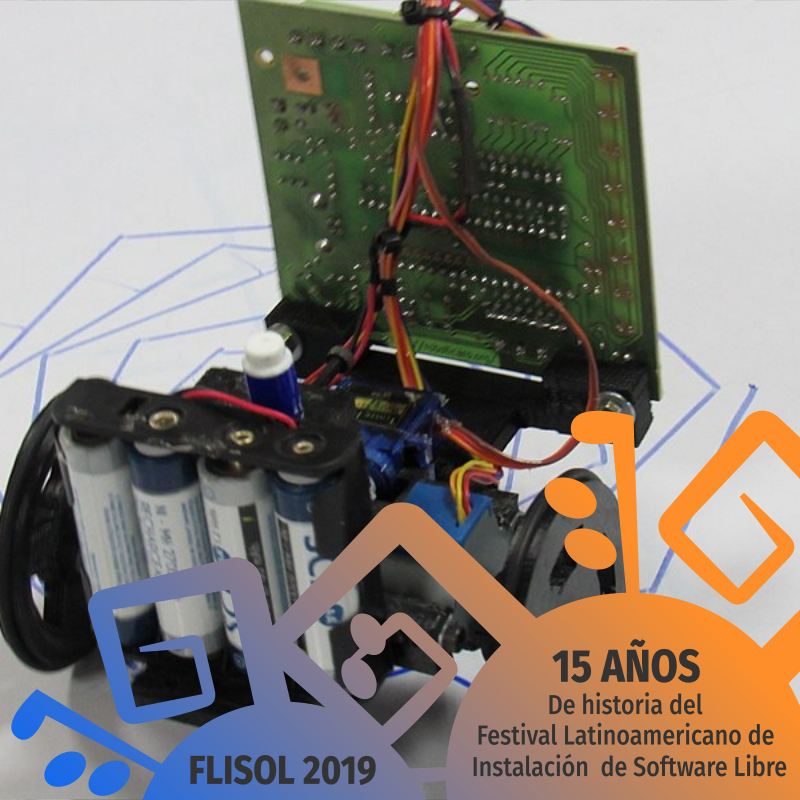 15 AÑOS
De historia del
Festival Latinoamericano de
Instalación de Software Libre
FLISOL 2019